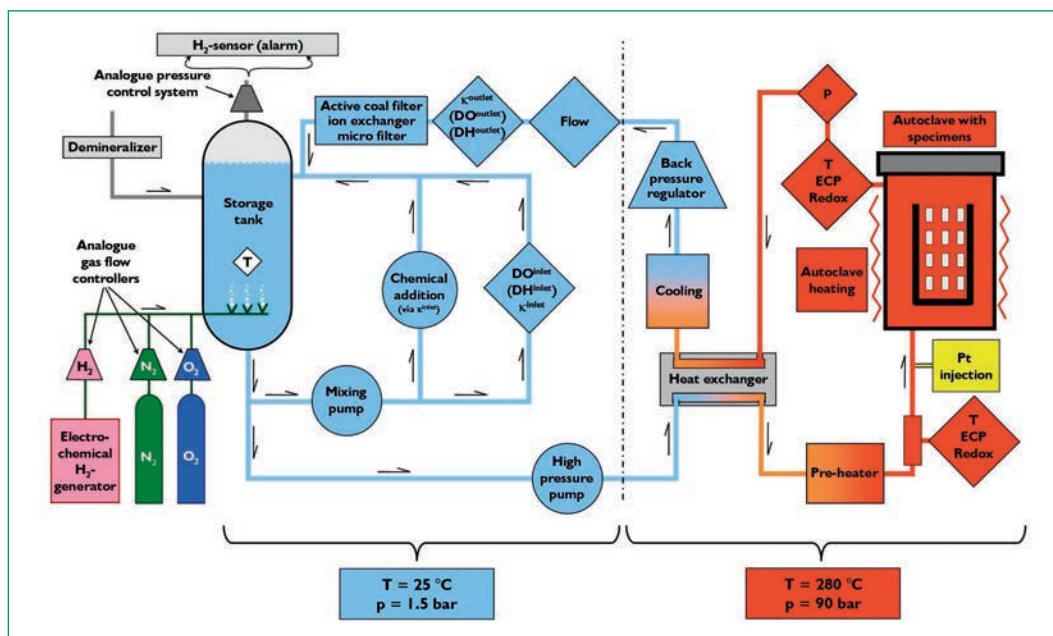 H₂-sensor (alarm)
Analogue pressure
control system
Demineralizer
Storage
tank
T
Analogue
gas flow
controllers
H₂
N₂
O₂
Electro-
chemical
H₂-
generator
N₂
O₂
Active coal filter
ion exchanger
micro filter
κᵒᵘᵗˡᵉᵗ
(DOᵒᵘᵗˡᵉᵗ)
(DHᵒᵘᵗˡᵉᵗ)
Flow
Chemical
addition
(via κⁱⁿˡᵉᵗ)
DOⁱⁿˡᵉᵗ
(DHⁱⁿˡᵉᵗ)
κⁱⁿˡᵉᵗ
Mixing
pump
High
pressure
pump
Back
pressure
regulator
Cooling
Heat exchanger
Pre-heater
P
T
ECP
Redox
Autoclave with
specimens
Autoclave
heating
Pt
injection
T
ECP
Redox
T = 25 °C
p = 1.5 bar
T = 280 °C
p = 90 bar